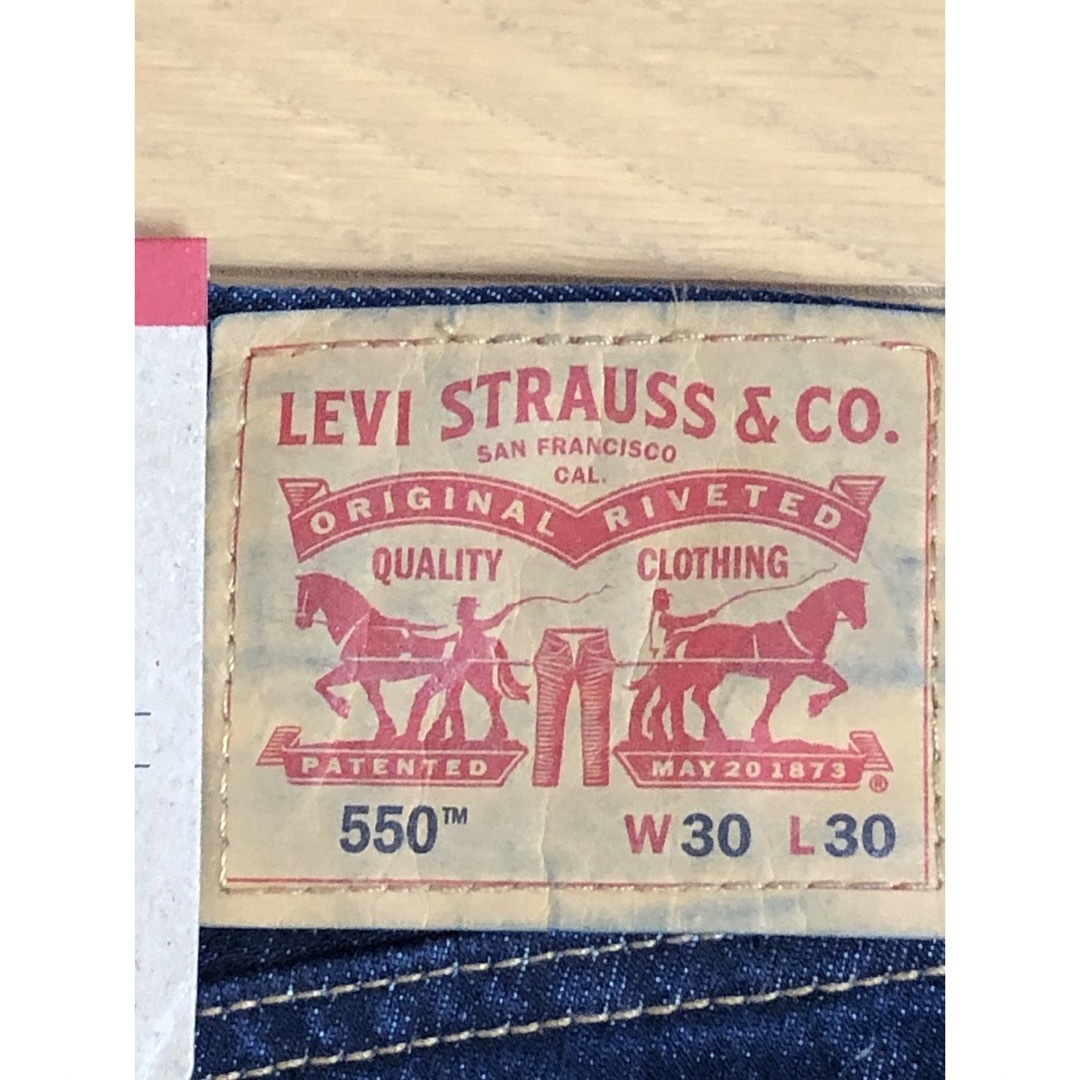 LEVI STRAUSS & CO.
SAN FRANCISCO
CAL.
ORIGINAL RIVETED
QUALITY CLOTHING
PATENTED MAY 20 1873 ®
550™ W30 L30